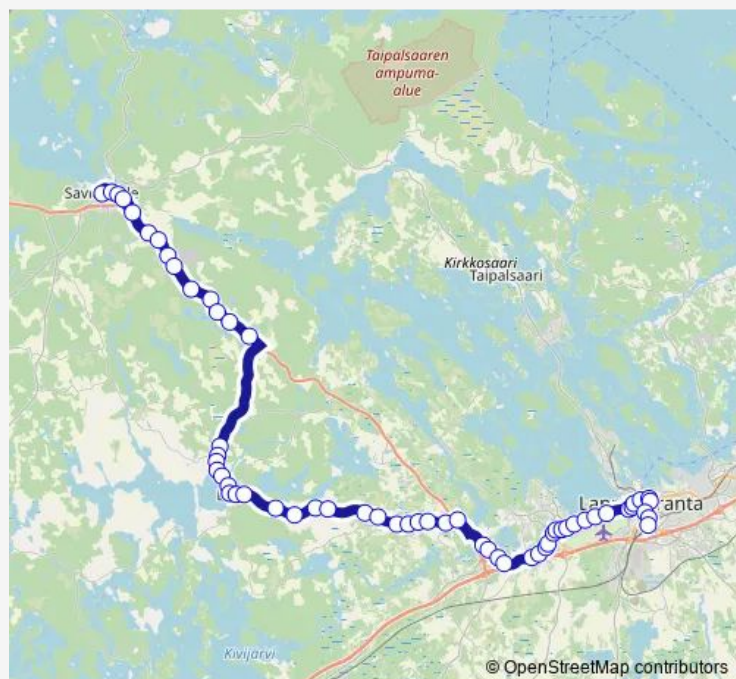 Taipalsaaren
ampuma-
alue
Kirkkosaari
Taipalsaari
Kivijärvi
© OpenStreetMap contributors